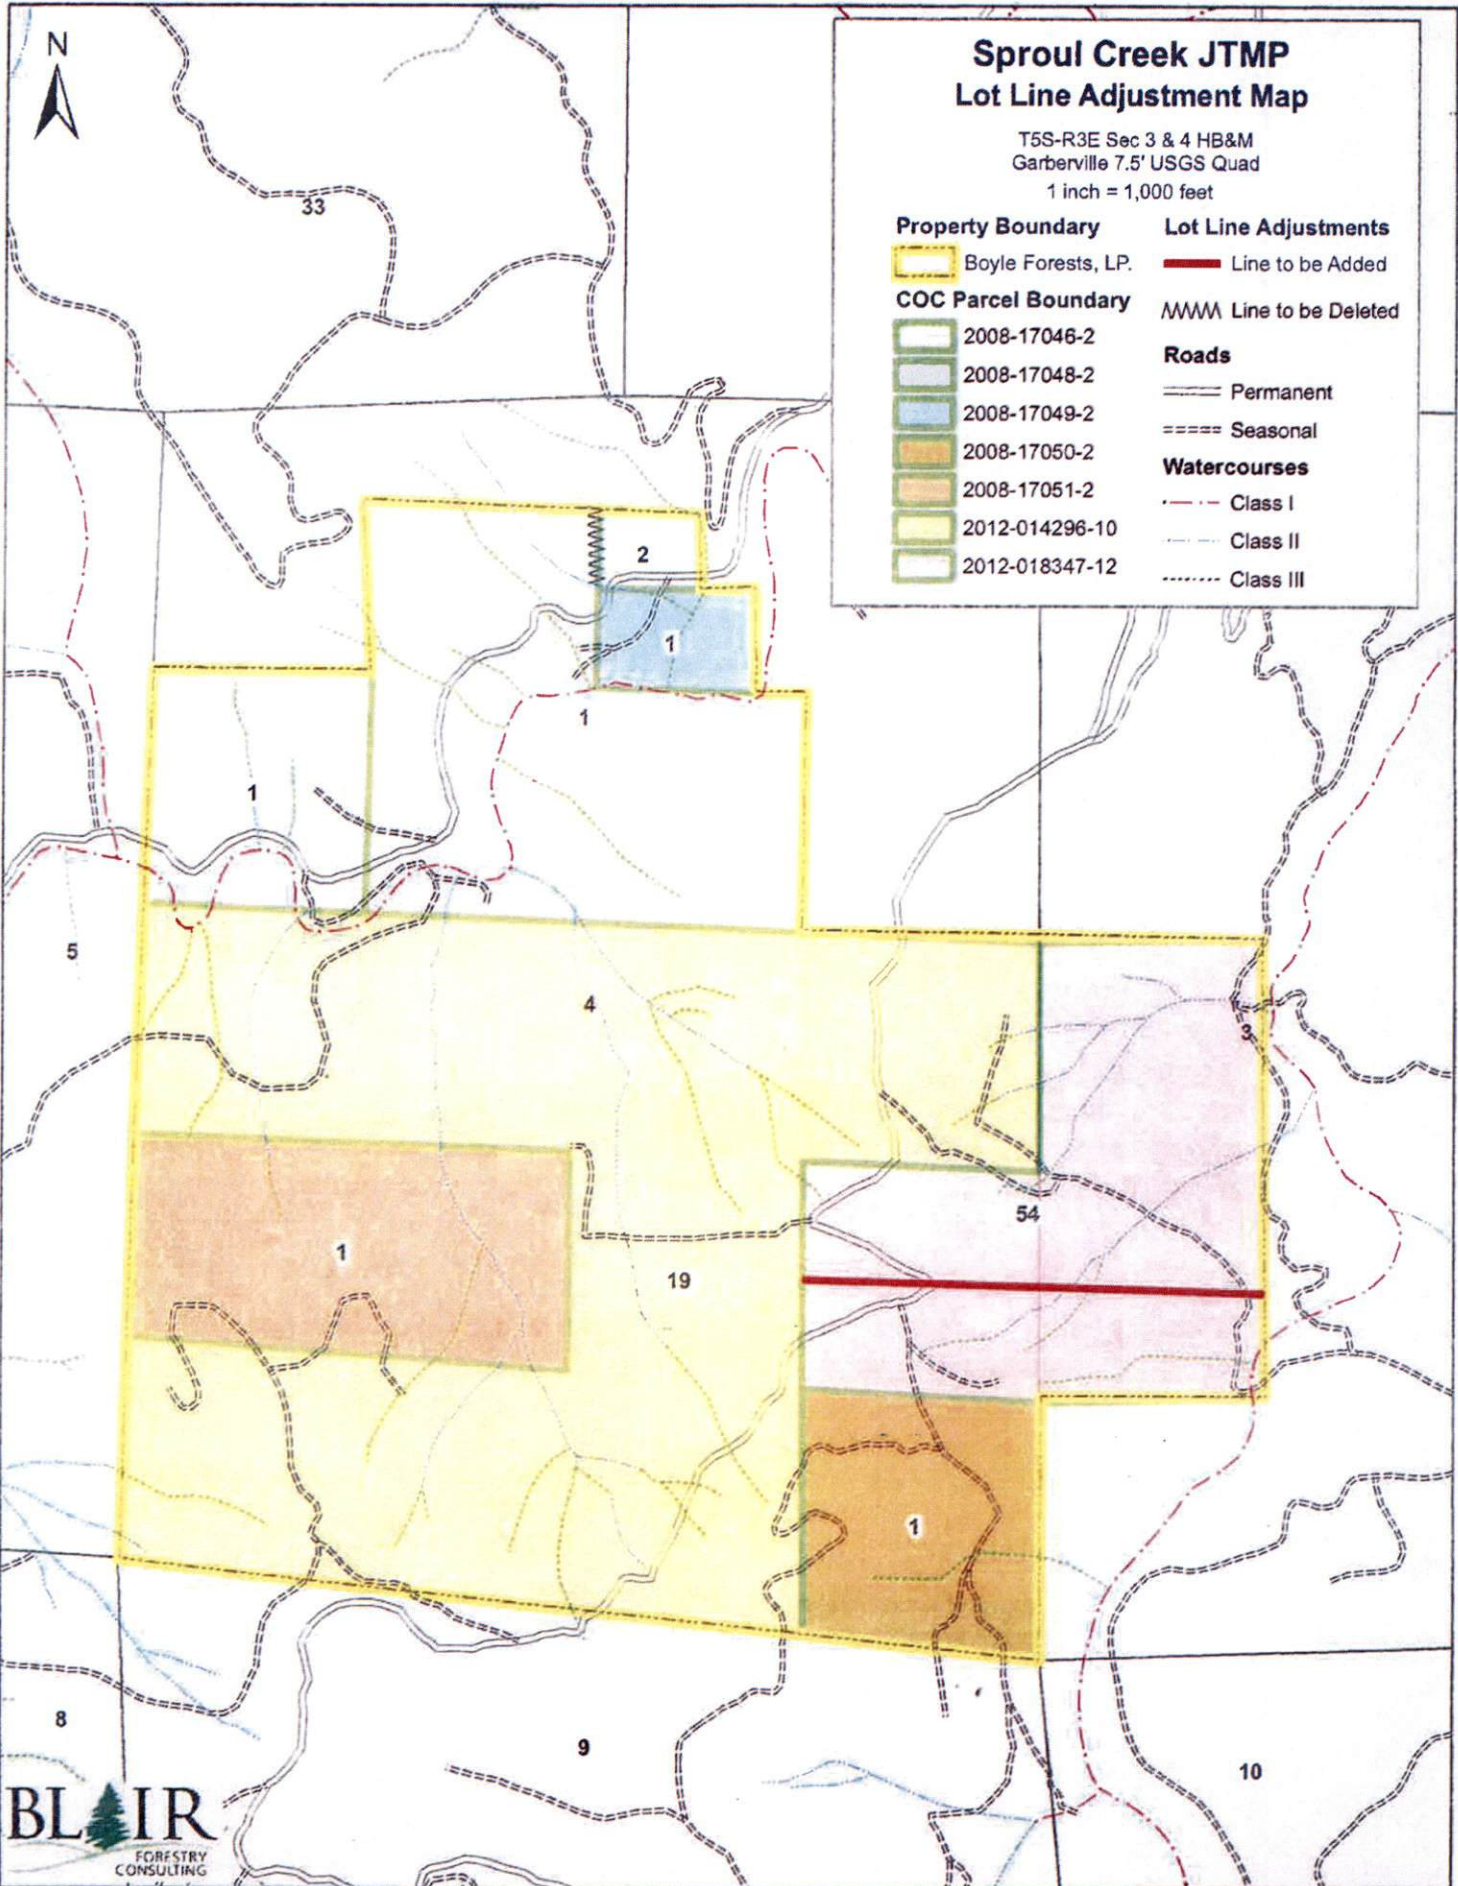 N
Sproul Creek JTMP
Lot Line Adjustment Map
T5S-R3E Sec 3 & 4 HB&M
Garberville 7.5' USGS Quad
1 inch = 1,000 feet
Property Boundary
Boyle Forests, LP.
COC Parcel Boundary
2008-17046-2
2008-17048-2
2008-17049-2
2008-17050-2
2008-17051-2
2012-014296-10
2012-018347-12
Lot Line Adjustments
Line to be Added
Line to be Deleted
Roads
Permanent
Seasonal
Watercourses
Class I
Class II
Class III
33
2
1
1
1
5
4
3
54
1
19
1
8
9
10
BLAIR
FORESTRY
CONSULTING